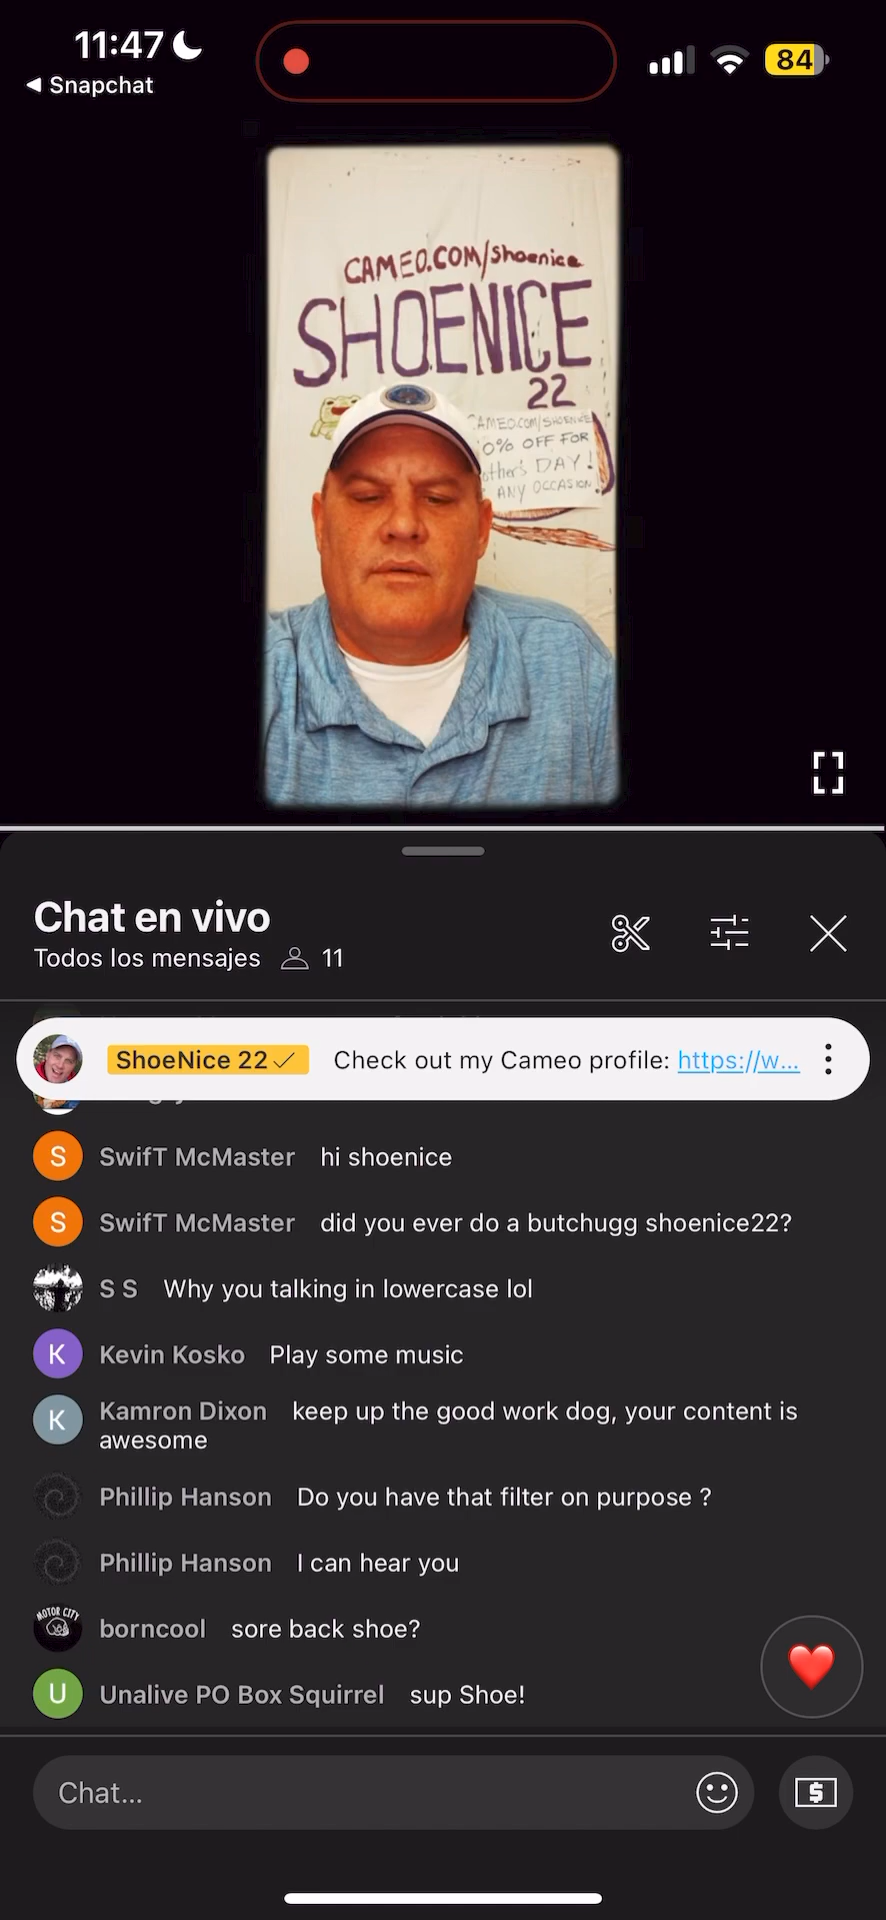 11:47
84
Snapchat
CAMEO.COM/shoenice
SHOENICE
22
CAMEO.COM/SHOENICE
0% OFF FOR
other's DAY!
ANY OCCASION!
Chat en vivo
Todos los mensajes 11
ShoeNice 22 Check out my Cameo profile: https://w...
S SwifT McMaster hi shoenice
S SwifT McMaster did you ever do a butchugg shoenice22?
S S Why you talking in lowercase lol
K Kevin Kosko Play some music
K Kamron Dixon keep up the good work dog, your content is
awesome
Phillip Hanson Do you have that filter on purpose ?
Phillip Hanson I can hear you
MOTOR CITY
borncool sore back shoe?
U Unalive PO Box Squirrel sup Shoe!
Chat...
$